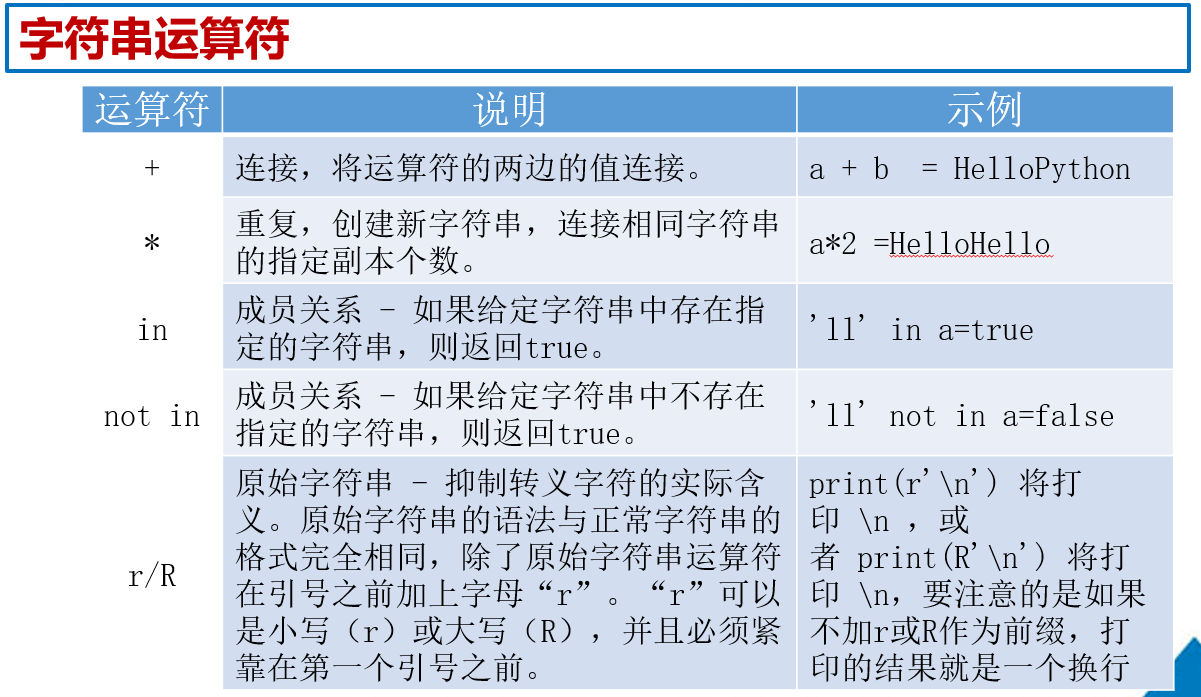 字符串运算符
运算符 说明 示例
+ 连接，将运算符的两边的值连接。 a + b  = HelloPython
* 重复，创建新字符串，连接相同字符串
的指定副本个数。
a*2 =HelloHello
in
成员关系 - 如果给定字符串中存在指
定的字符串，则返回true。
'll' in a=true
not in
成员关系 - 如果给定字符串中不存在
指定的字符串，则返回true。
'll' not in a=false
r/R
原始字符串 - 抑制转义字符的实际含
义。原始字符串的语法与正常字符串的
格式完全相同，除了原始字符串运算符
在引号之前加上字母“r”。“r”可以
是小写（r）或大写（R），并且必须紧
靠在第一个引号之前。
print(r'\n') 将打
印 \n ，或
者 print(R'\n') 将打
印 \n，要注意的是如果
不加r或R作为前缀，打
印的结果就是一个换行